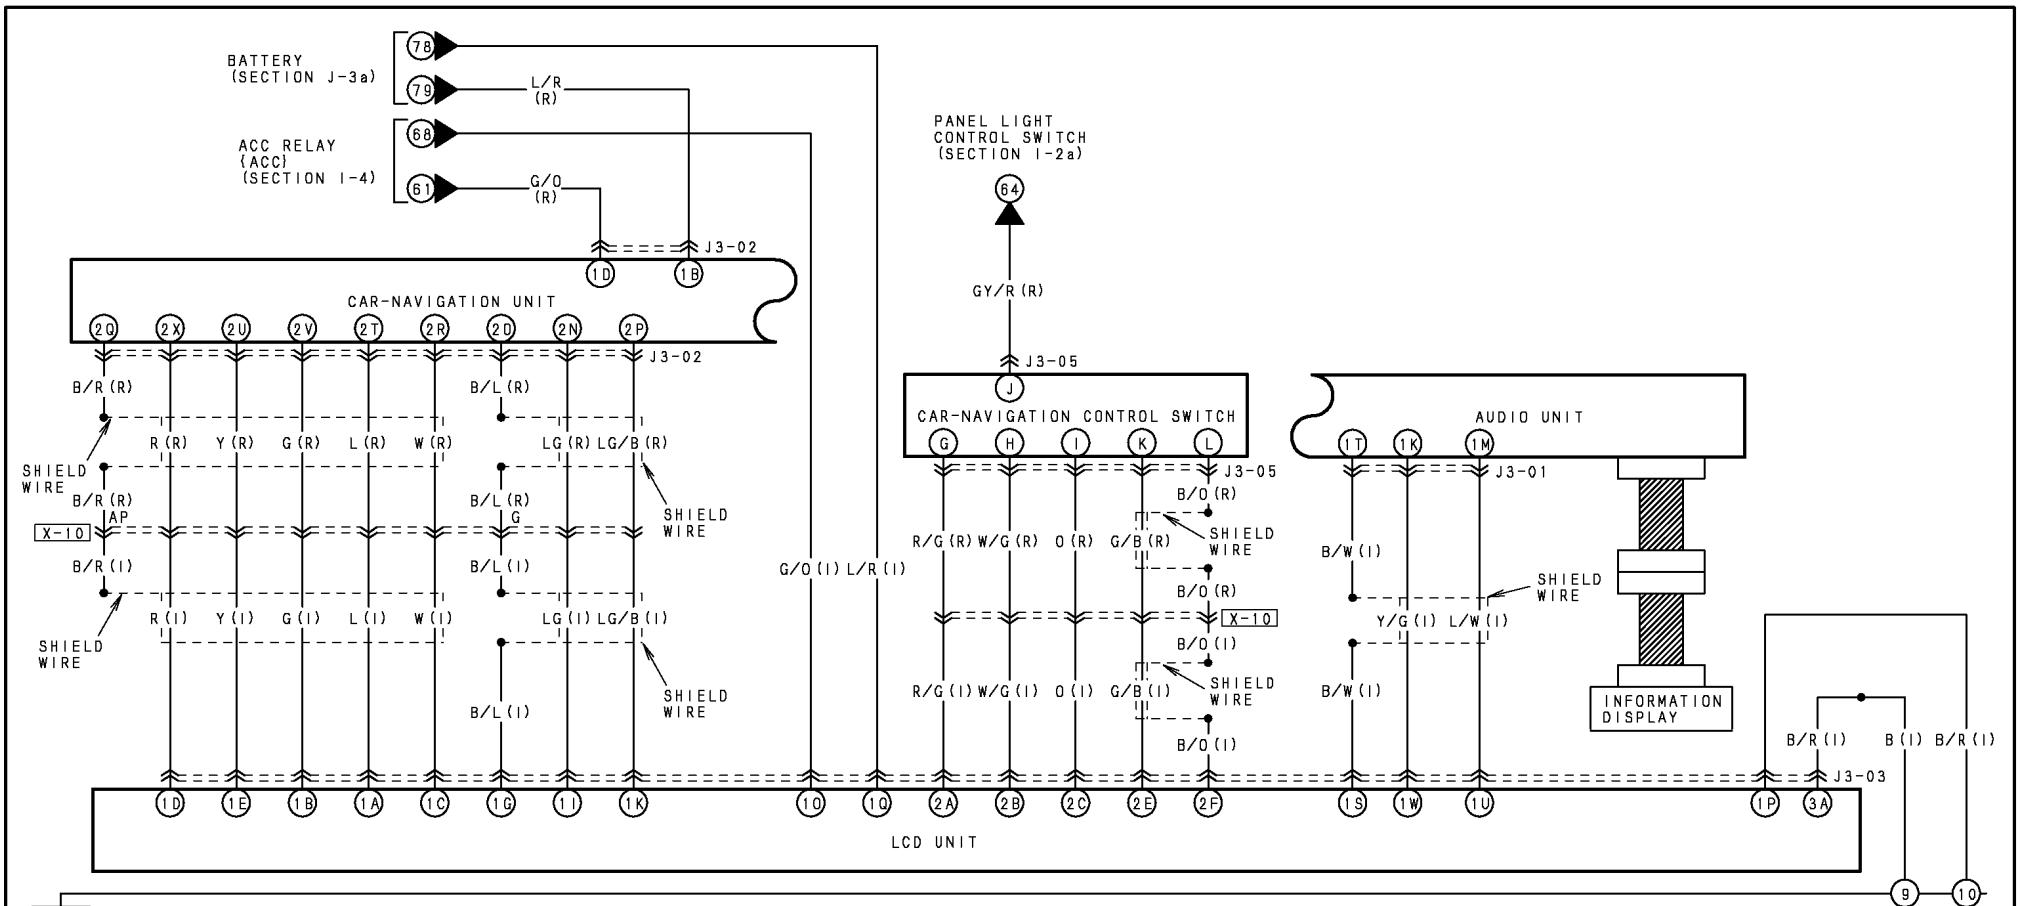 78
BATTERY
(SECTION J-3a)
79
L/R
(R)
68
ACC RELAY
(ACC)
(SECTION I-4)
61
G/O
(R)
PANEL LIGHT
CONTROL SWITCH
(SECTION I-2a)
64
GY/R (R)
J3-02
1D 1B
CAR-NAVIGATION UNIT
2Q 2X 2U 2V 2T 2R 2O 2N 2P
J3-02
J3-05
J
CAR-NAVIGATION CONTROL SWITCH
G H I K L
J3-05
AUDIO UNIT
1T 1K 1M
J3-01
B/R (R) B/L (R)
R (R) Y (R) G (R) L (R) W (R) LG (R) LG/B (R)
SHIELD
WIRE
B/R (R) B/L (R)
SHIELD
WIRE
AP G
X-10
B/R (I) B/L (I)
R (I) Y (I) G (I) L (I) W (I) LG (I) LG/B (I)
SHIELD
WIRE
SHIELD
WIRE
B/L (I)
G/O (I) L/R (I)
B/O (R)
R/G (R) W/G (R) O (R) G/B (R)
SHIELD
WIRE
B/O (R)
X-10
B/O (I)
R/G (I) W/G (I) O (I) G/B (I)
SHIELD
WIRE
B/O (I)
B/W (I)
SHIELD
WIRE
Y/G (I) L/W (I)
B/W (I)
INFORMATION
DISPLAY
B/R (I) B (I) B/R (I)
J3-03
1D 1E 1B 1A 1C 1G 1I 1K 1O 1Q 2A 2B 2C 2E 2F 1S 1W 1U 1P 3A
LCD UNIT
9 10